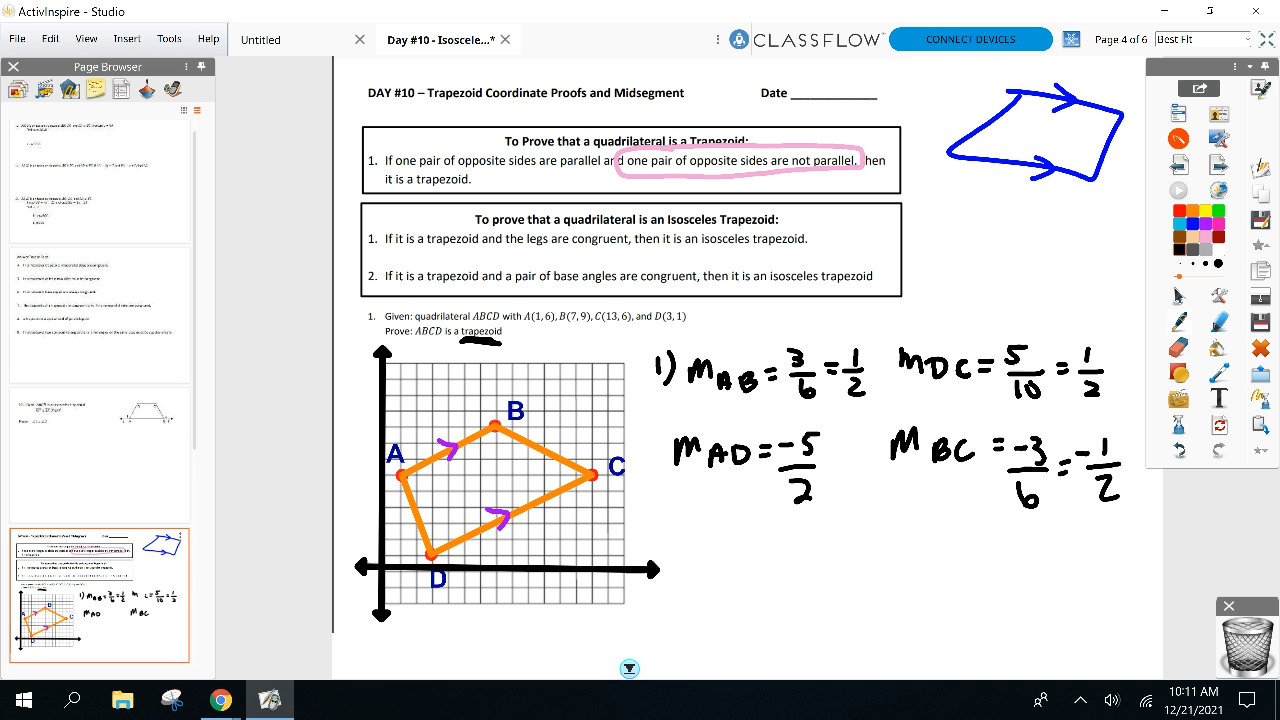 ActivInspire - Studio
File Edit View Insert Tools Help
Untitled
Day #10 - Isoscele...*
CLASSFLOW
CONNECT DEVICES
Page 4 of 6
Best Fit
Page Browser
DAY #10 – Trapezoid Coordinate Proofs and Midsegment Date ____________
To Prove that a quadrilateral is a Trapezoid:
1. If one pair of opposite sides are parallel and one pair of opposite sides are not parallel, then
it is a trapezoid.
To prove that a quadrilateral is an Isosceles Trapezoid:
1. If it is a trapezoid and the legs are congruent, then it is an isosceles trapezoid.
2. If it is a trapezoid and a pair of base angles are congruent, then it is an isosceles trapezoid
1. Given: quadrilateral ABCD with A(1, 6), B(7, 9), C(13, 6), and D(3, 1)
Prove: ABCD is a trapezoid
A
B
C
D
1) M AB = 3/6 = 1/2 M DC = 5/10 = 1/2
M AD = -5/2 M BC = -3/6 = -1/2
10:11 AM
12/21/2021